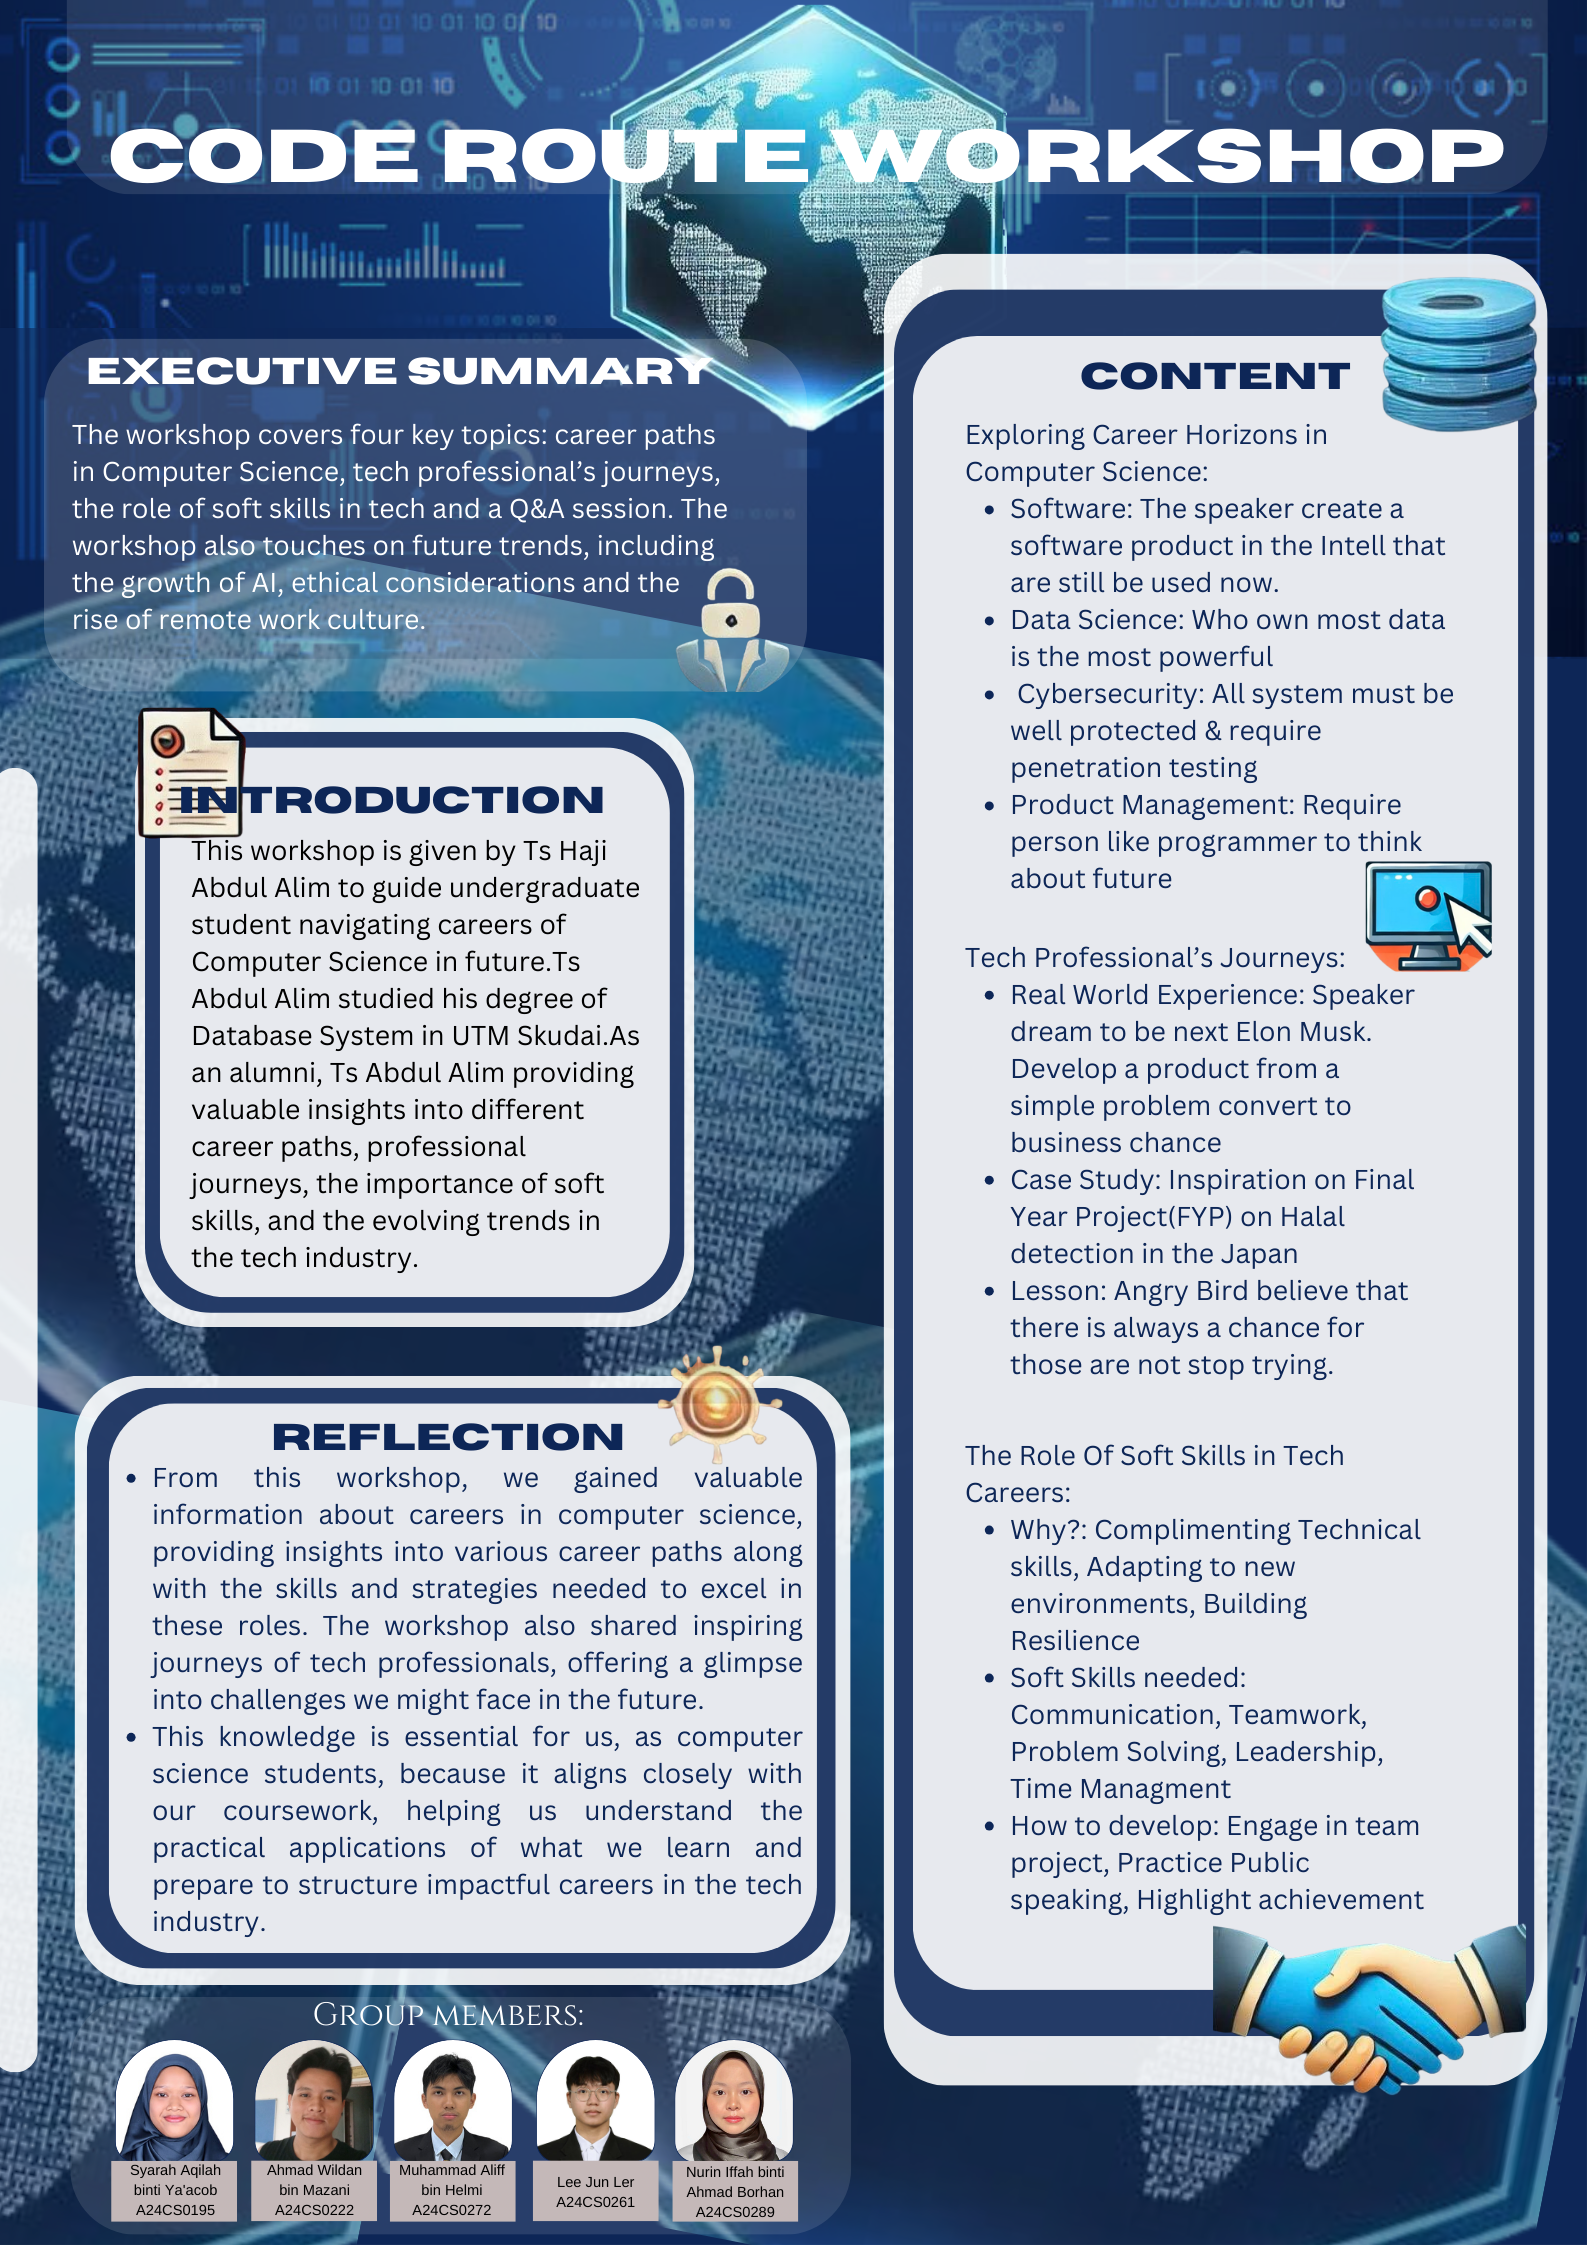 CODE ROUTE WORKSHOP
EXECUTIVE SUMMARY
The workshop covers four key topics: career paths
in Computer Science, tech professional’s journeys,
the role of soft skills in tech and a Q&A session. The
workshop also touches on future trends, including
the growth of AI, ethical considerations and the
rise of remote work culture.
INTRODUCTION
This workshop is given by Ts Haji
Abdul Alim to guide undergraduate
student navigating careers of
Computer Science in future.Ts
Abdul Alim studied his degree of
Database System in UTM Skudai.As
an alumni, Ts Abdul Alim providing
valuable insights into different
career paths, professional
journeys, the importance of soft
skills, and the evolving trends in
the tech industry.
REFLECTION
• From this workshop, we gained valuable
information about careers in computer science,
providing insights into various career paths along
with the skills and strategies needed to excel in
these roles. The workshop also shared inspiring
journeys of tech professionals, offering a glimpse
into challenges we might face in the future.
• This knowledge is essential for us, as computer
science students, because it aligns closely with
our coursework, helping us understand the
practical applications of what we learn and
prepare to structure impactful careers in the tech
industry.
CONTENT
Exploring Career Horizons in
Computer Science:
• Software: The speaker create a
software product in the Intell that
are still be used now.
• Data Science: Who own most data
is the most powerful
• Cybersecurity: All system must be
well protected & require
penetration testing
• Product Management: Require
person like programmer to think
about future
Tech Professional’s Journeys:
• Real World Experience: Speaker
dream to be next Elon Musk.
Develop a product from a
simple problem convert to
business chance
• Case Study: Inspiration on Final
Year Project(FYP) on Halal
detection in the Japan
• Lesson: Angry Bird believe that
there is always a chance for
those are not stop trying.
The Role Of Soft Skills in Tech
Careers:
• Why?: Complimenting Technical
skills, Adapting to new
environments, Building
Resilience
• Soft Skills needed:
Communication, Teamwork,
Problem Solving, Leadership,
Time Managment
• How to develop: Engage in team
project, Practice Public
speaking, Highlight achievement
GROUP MEMBERS:
Syarah Aqilah
binti Ya'acob
A24CS0195
Ahmad Wildan
bin Mazani
A24CS0222
Muhammad Aliff
bin Helmi
A24CS0272
Lee Jun Ler
A24CS0261
Nurin Iffah binti
Ahmad Borhan
A24CS0289